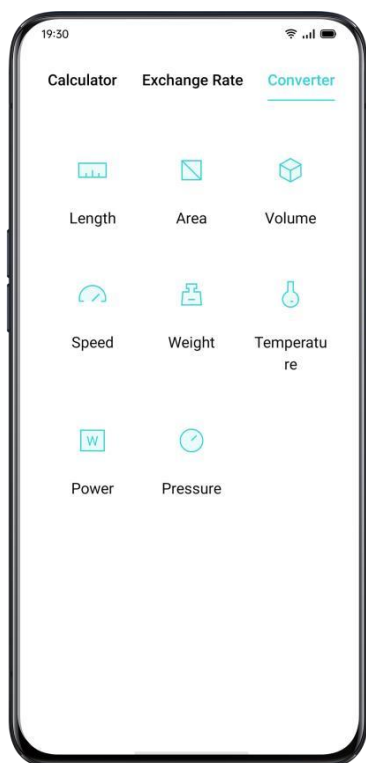 19:30
Calculator Exchange Rate Converter
Length Area Volume
Speed Weight Temperatu
re
W
Power Pressure